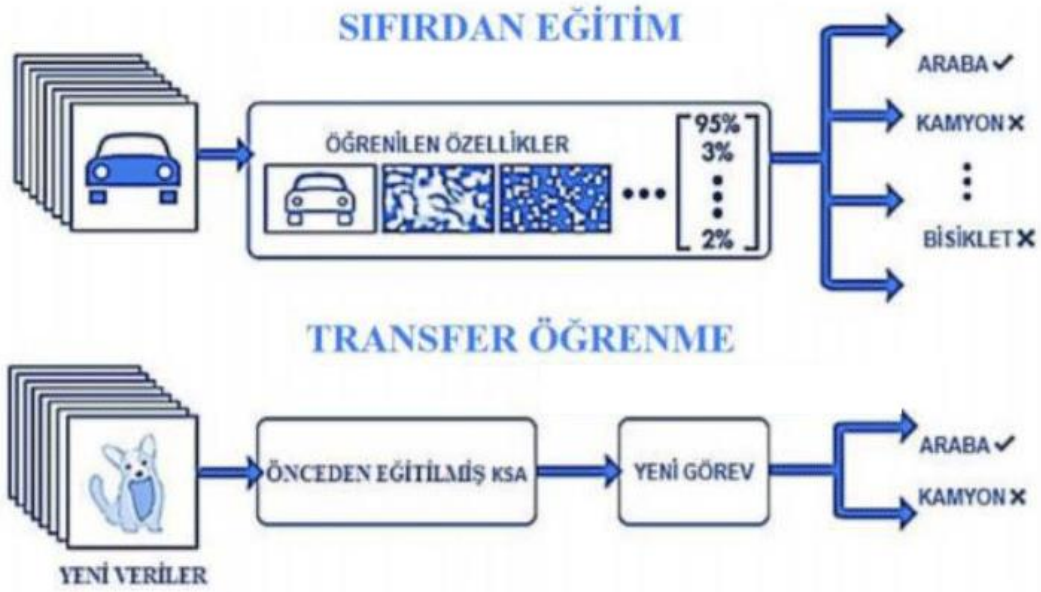 SIFIRDAN EĞİTİM
ÖĞRENİLEN ÖZELLİKLER
95%
3%
2%
ARABA ✓
KAMYON ✗
BİSİKLET ✗
TRANSFER ÖĞRENME
ÖNCEDEN EĞİTİLMİŞ KSA
YENİ GÖREV
ARABA ✓
KAMYON ✗
YENİ VERİLER